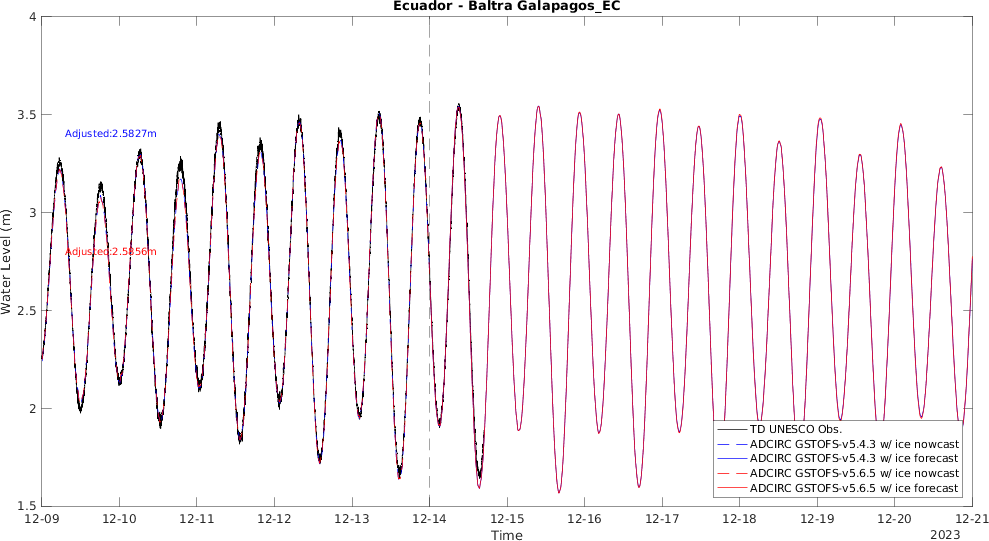 Ecuador - Baltra Galapagos_EC
4
3.5
3
2.5
2
1.5
Water Level (m)
Adjusted:2.5827m
Adjusted:2.5856m
TD UNESCO Obs.
ADCIRC GSTOFS-v5.4.3 w/ ice nowcast
ADCIRC GSTOFS-v5.4.3 w/ ice forecast
ADCIRC GSTOFS-v5.6.5 w/ ice nowcast
ADCIRC GSTOFS-v5.6.5 w/ ice forecast
12-09 12-10 12-11 12-12 12-13 12-14 12-15 12-16 12-17 12-18 12-19 12-20 12-21
Time
2023